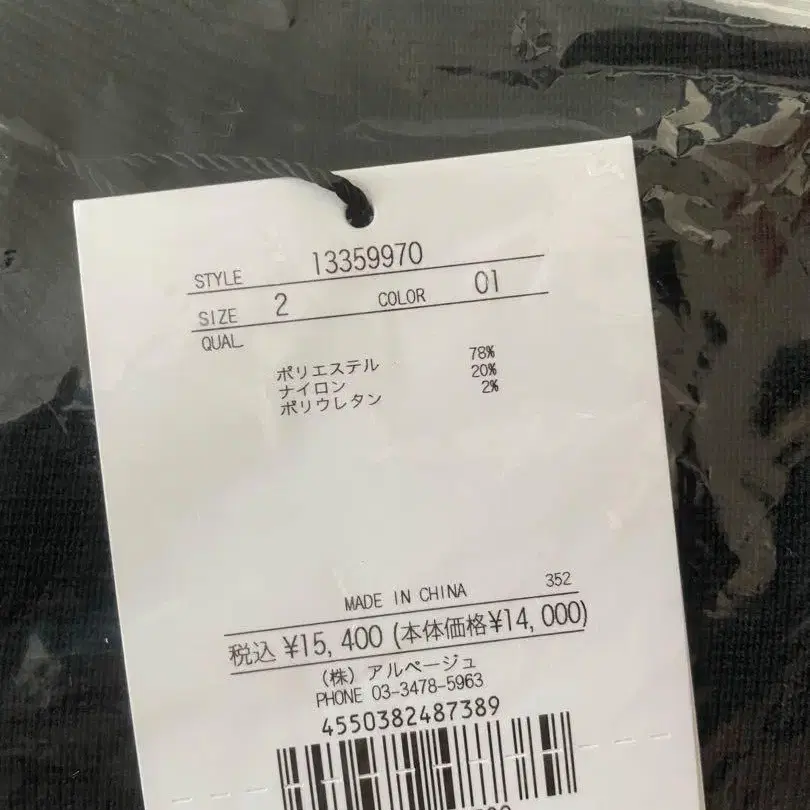 STYLE 13359970
SIZE 2 COLOR 01
QUAL
ポリエステル 78%
ナイロン 20%
ポリウレタン 2%
MADE IN CHINA 352
税込 ¥15,400 (本体価格¥14,000)
(株) アルページュ
PHONE 03-3478-5963
4550382487389